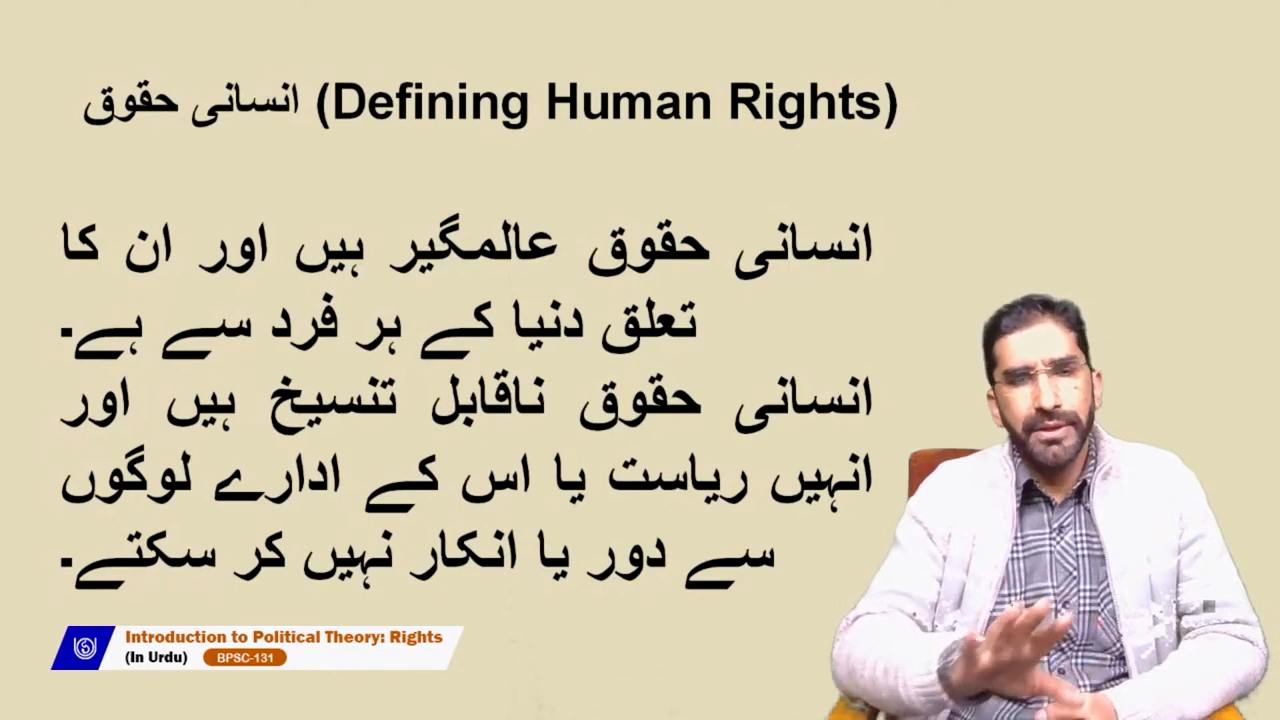 انسانی حقوق (Defining Human Rights)
انسانی حقوق عالمگیر ہیں اور ان کا
تعلق دنیا کے ہر فرد سے ہے۔
انسانی حقوق ناقابل تنسیخ ہیں اور
انہیں ریاست یا اس کے ادارے لوگوں
سے دور یا انکار نہیں کر سکتے۔
Introduction to Political Theory: Rights
(In Urdu) BPSC-131